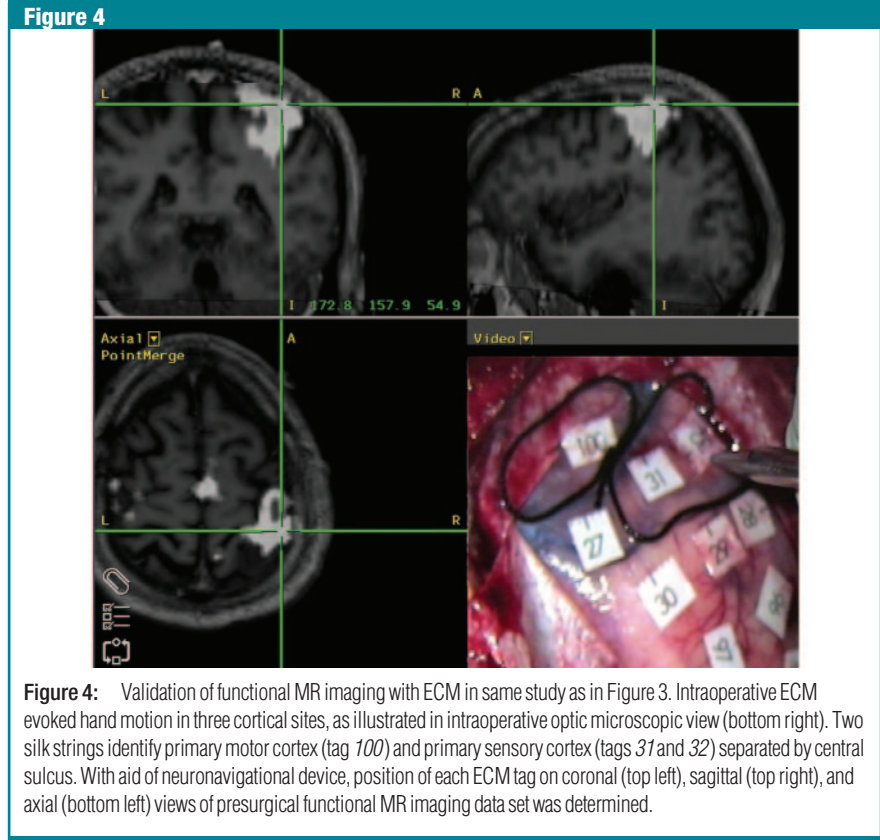 Figure 4
L
R
A
I
172.8 157.9 54.9
I
Axial
PointMerge
A
Video
L
R
100
31
27
29
30
Figure 4: Validation of functional MR imaging with ECM in same study as in Figure 3. Intraoperative ECM
evoked hand motion in three cortical sites, as illustrated in intraoperative optic microscopic view (bottom right). Two
silk strings identify primary motor cortex (tag 100) and primary sensory cortex (tags 31 and 32) separated by central
sulcus. With aid of neuronavigational device, position of each ECM tag on coronal (top left), sagittal (top right), and
axial (bottom left) views of presurgical functional MR imaging data set was determined.